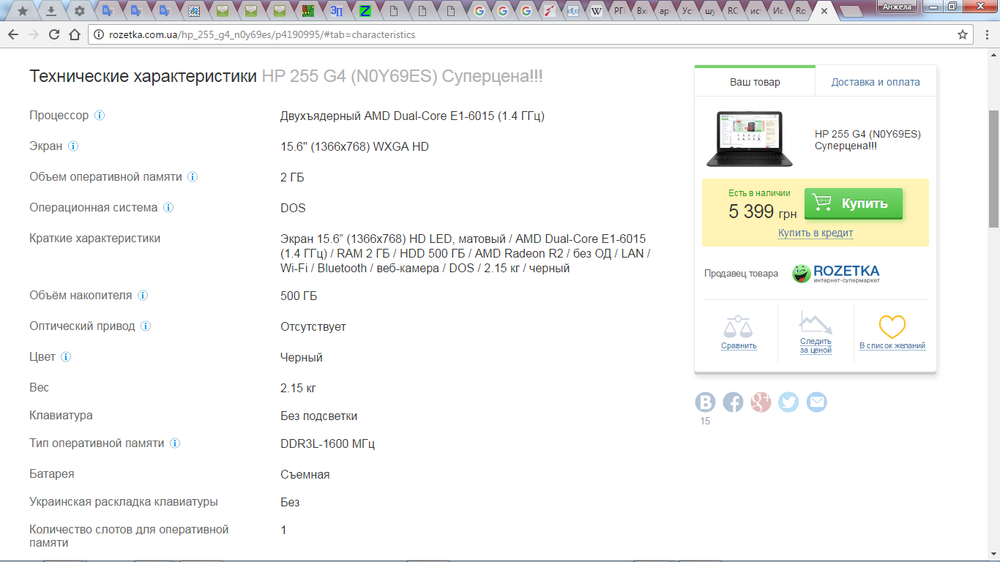 Анжела
РГ
Вх
ар
Ус
шу
RC
ис
Ис
Ro
rozetka.com.ua/hp_255_g4_n0y69es/p4190995/#tab=characteristics
Технические характеристики HP 255 G4 (N0Y69ES) Суперцена!!!
Процессор
Двухъядерный AMD Dual-Core E1-6015 (1.4 ГГц)
Экран
15.6" (1366x768) WXGA HD
Объем оперативной памяти
2 ГБ
Операционная система
DOS
Краткие характеристики
Экран 15.6” (1366x768) HD LED, матовый / AMD Dual-Core E1-6015
(1.4 ГГц) / RAM 2 ГБ / HDD 500 ГБ / AMD Radeon R2 / без ОД / LAN /
Wi-Fi / Bluetooth / веб-камера / DOS / 2.15 кг / черный
Объём накопителя
500 ГБ
Оптический привод
Отсутствует
Цвет
Черный
Вес
2.15 кг
Клавиатура
Без подсветки
Тип оперативной памяти
DDR3L-1600 МГц
Батарея
Съемная
Украинская раскладка клавиатуры
Без
Количество слотов для оперативной
памяти
1
Ваш товар
Доставка и оплата
HP 255 G4 (N0Y69ES)
Суперцена!!!
Есть в наличии
5 399 грн
Купить
Купить в кредит
Продавец товара
ROZETKA
интернет-супермаркет
Сравнить
Следить
за ценой
В список желаний
15